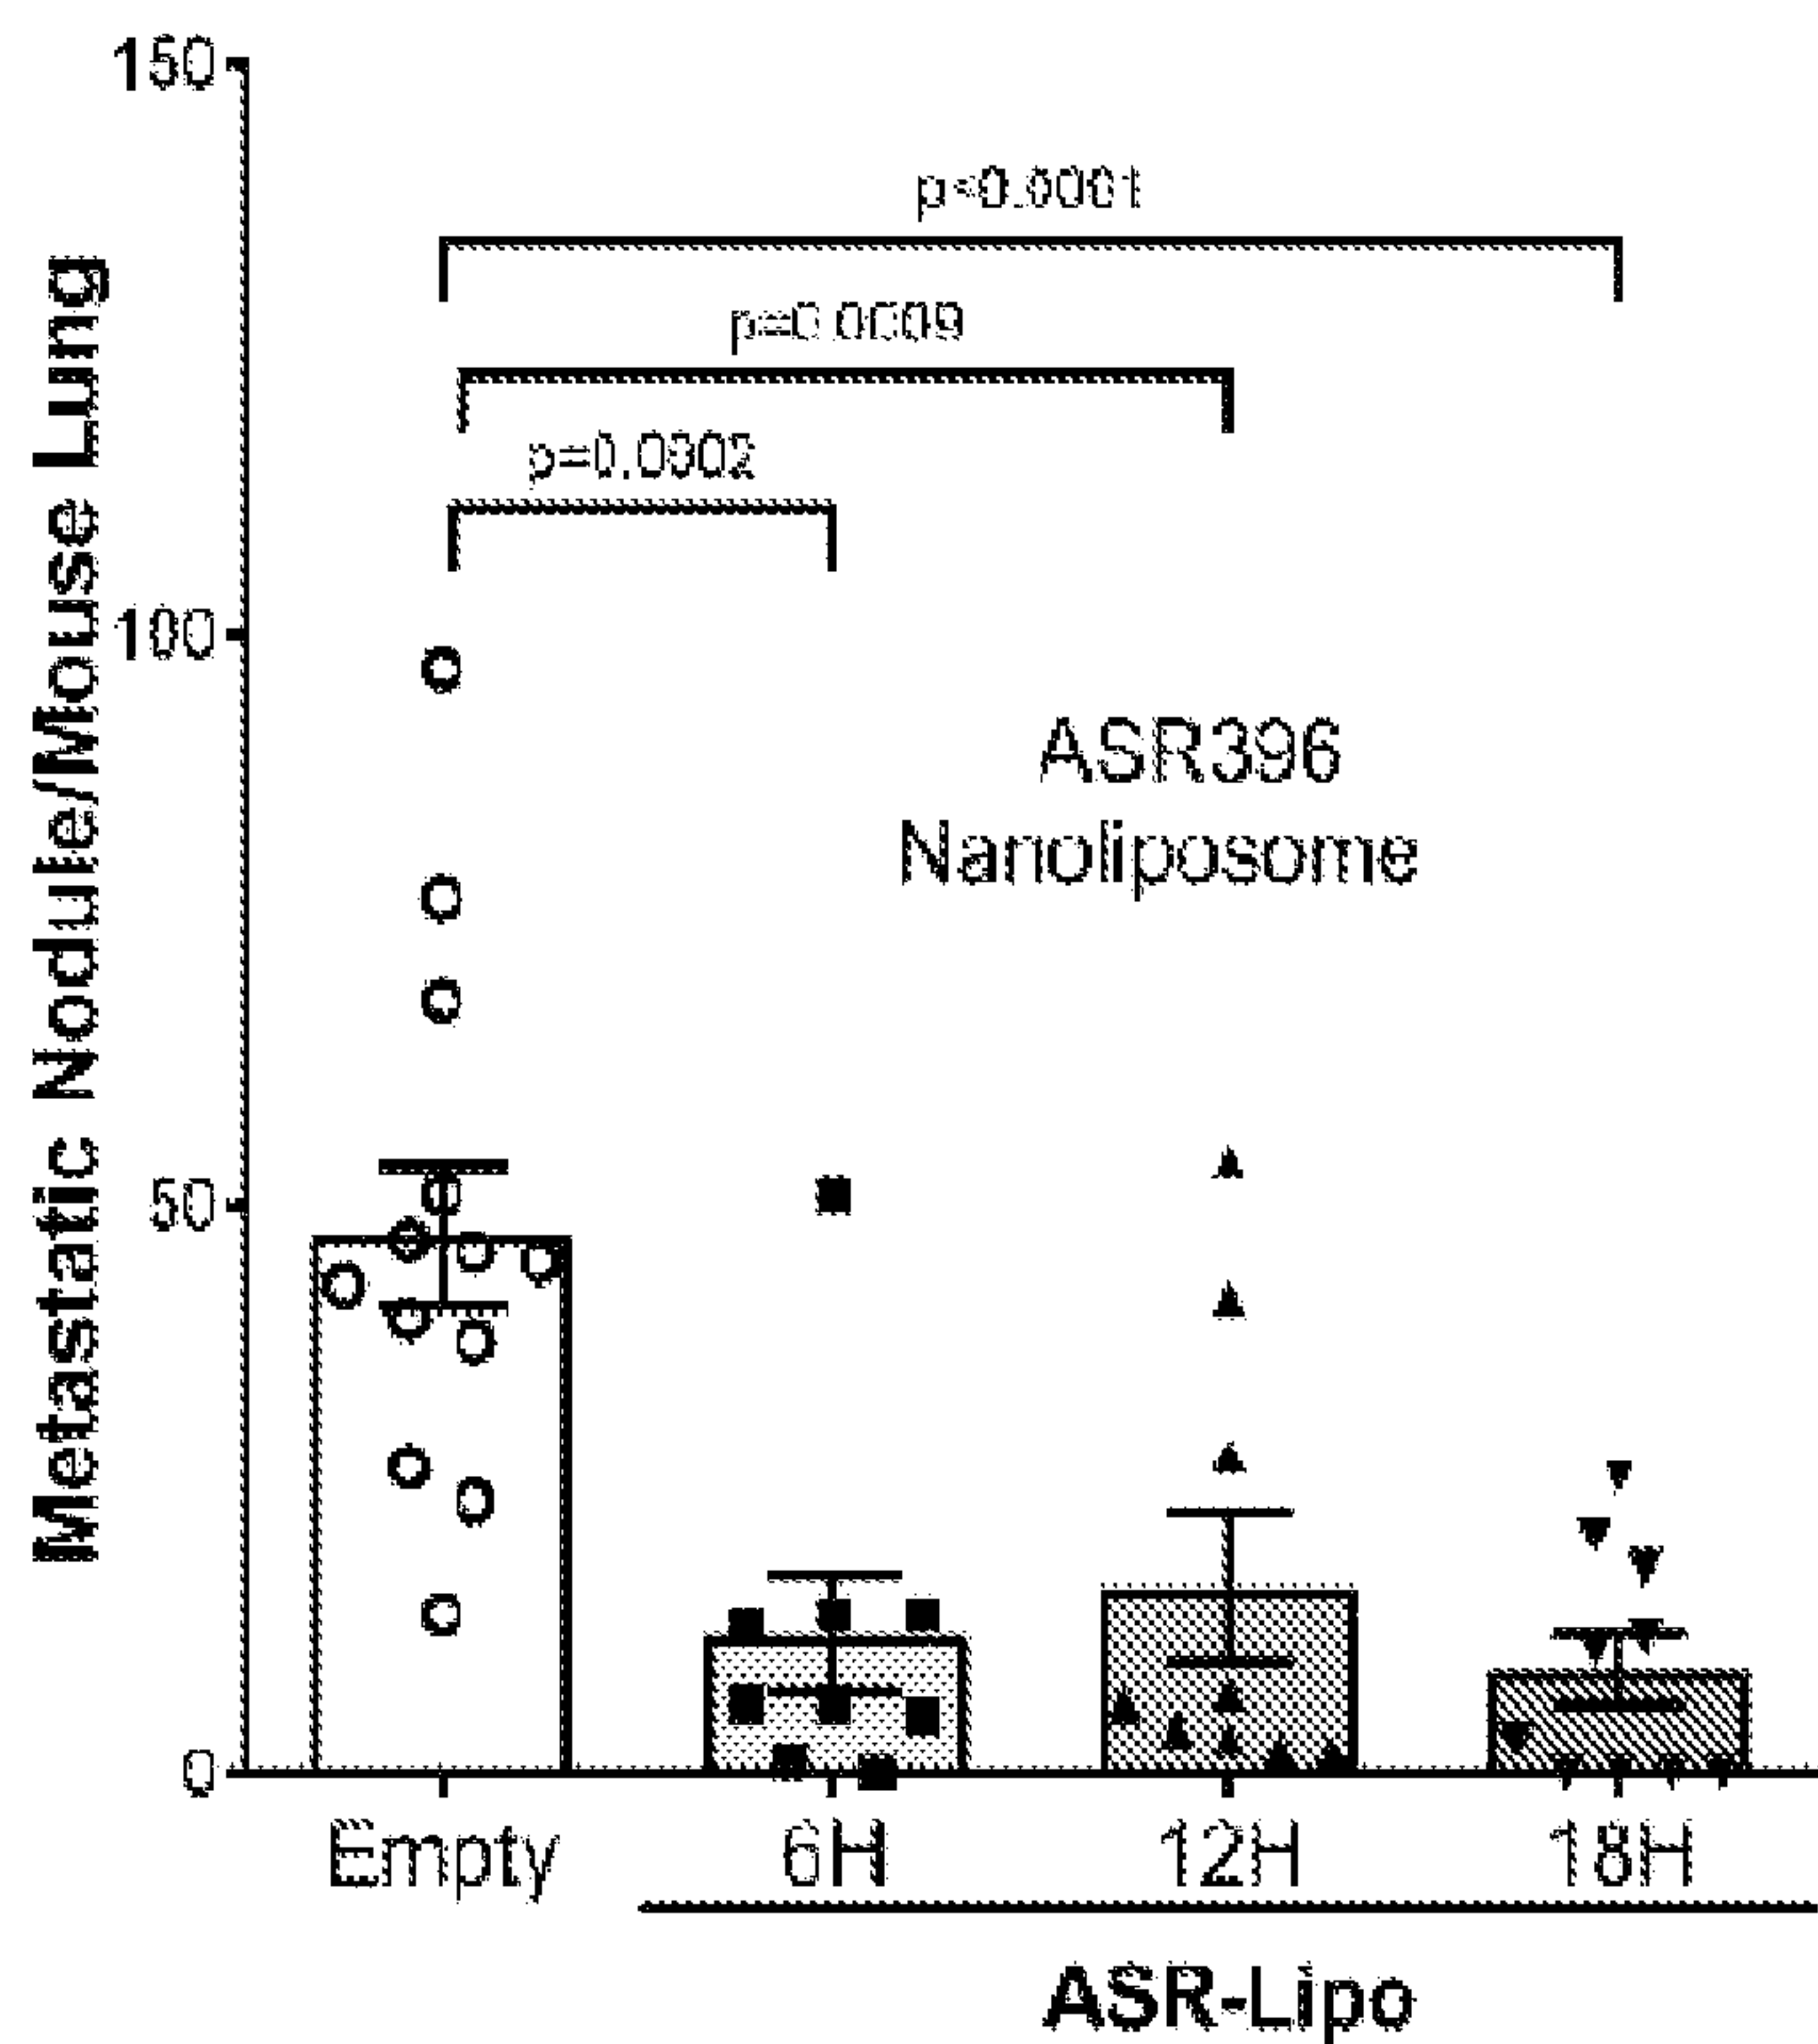 150
p<0.0001
p=0.0009
p=0.0002
100
ASR396
Nanoliposome
50
0
Metastatic Nodule/Mouse Lung
Empty 6H 12H 18H
ASR-Lipo